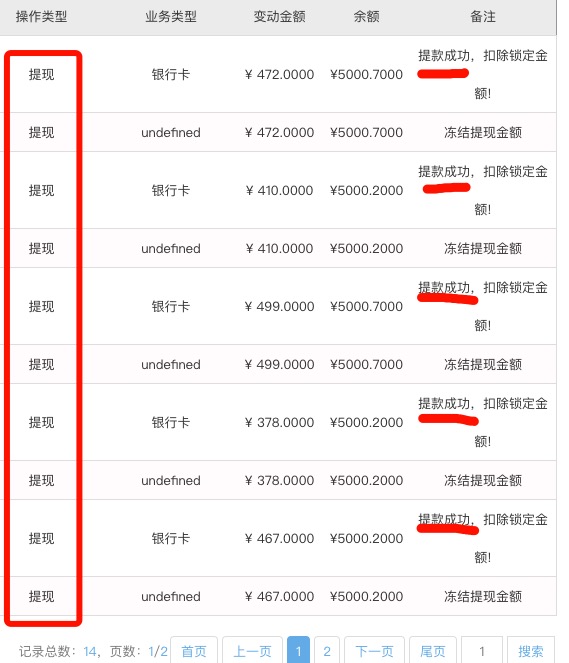 操作类型 业务类型 变动金额 余额 备注
提款成功，扣除锁定金
提现 银行卡 ¥ 472.0000 ¥5000.7000
额!
提现 undefined ¥ 472.0000 ¥5000.7000 冻结提现金额
提款成功，扣除锁定金
提现 银行卡 ¥ 410.0000 ¥5000.2000
额!
提现 undefined ¥ 410.0000 ¥5000.2000 冻结提现金额
提款成功，扣除锁定金
提现 银行卡 ¥ 499.0000 ¥5000.7000
额!
提现 undefined ¥ 499.0000 ¥5000.7000 冻结提现金额
提款成功，扣除锁定金
提现 银行卡 ¥ 378.0000 ¥5000.2000
额!
提现 undefined ¥ 378.0000 ¥5000.2000 冻结提现金额
提款成功，扣除锁定金
提现 银行卡 ¥ 467.0000 ¥5000.2000
额!
提现 undefined ¥ 467.0000 ¥5000.2000 冻结提现金额
记录总数：14，页数：1/2 首页 上一页 1 2 下一页 尾页 1 搜索